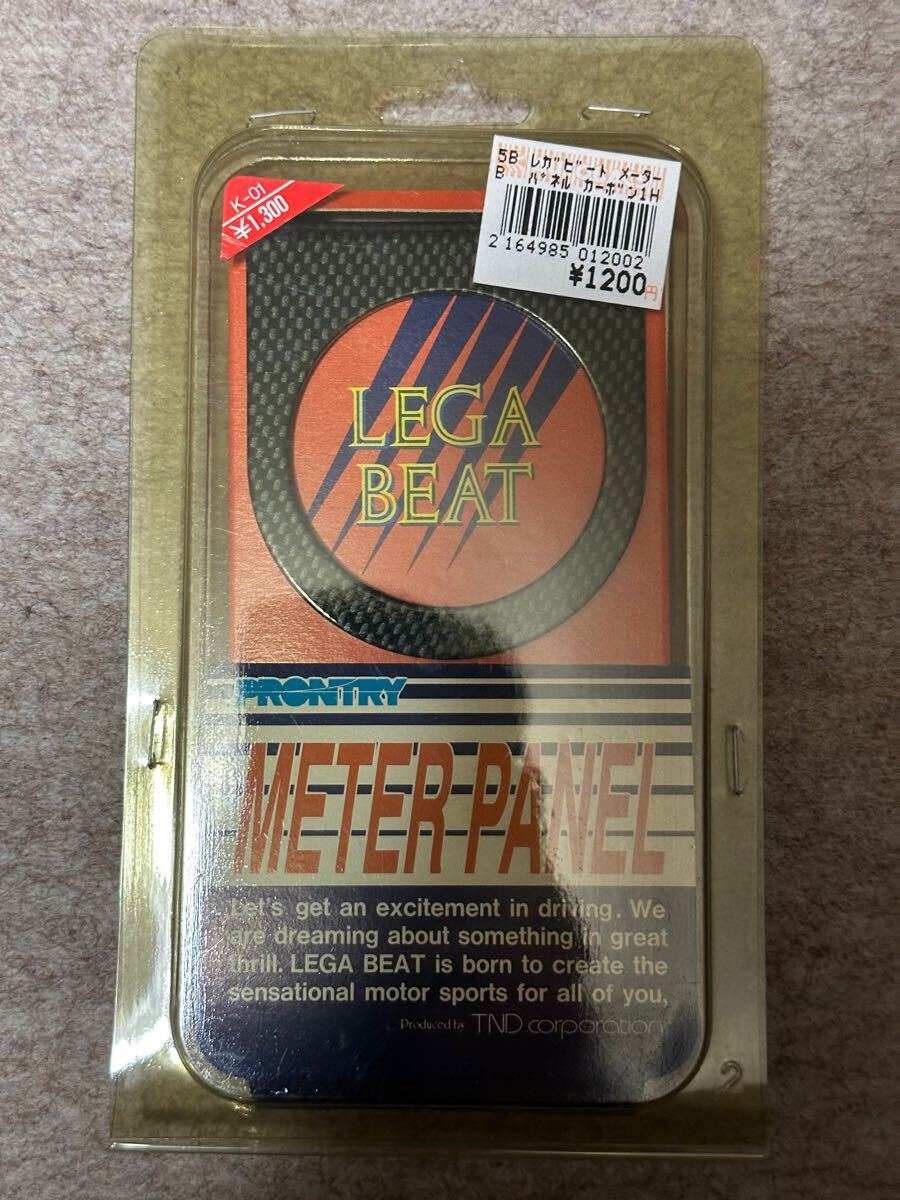 K-01
¥1,300
5B レガビート メーター
B パネル カーボン1H
2 164985 012002
¥1200円
LEGA
BEAT
PRONTRY
METER PANEL
Let's get an excitement in driving. We
are dreaming about something in great
thrill. LEGA BEAT is born to create the
sensational motor sports for all of you,
Produced by TND corporation
2